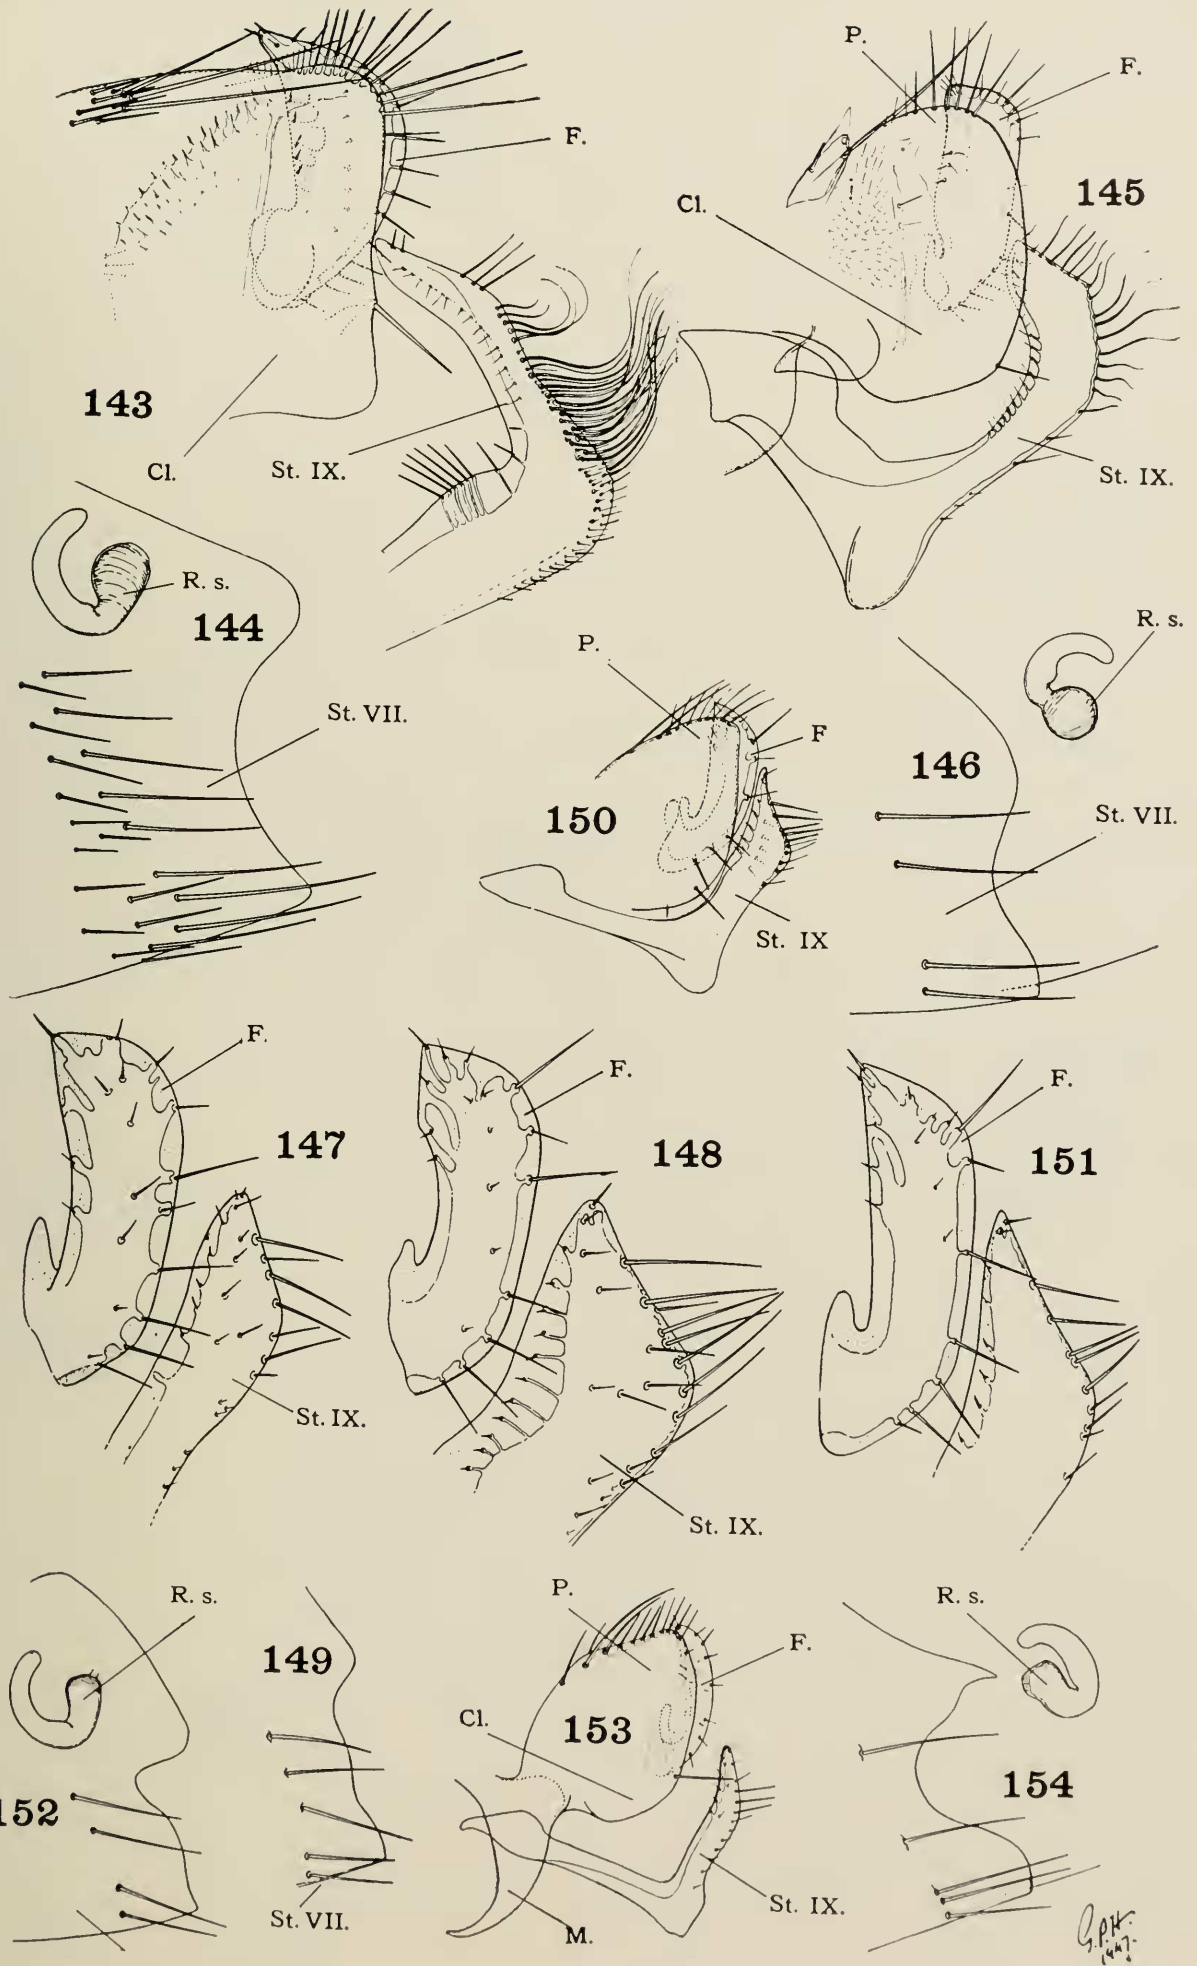 P.
F.
F.
145
Cl.
143
Cl.
St. IX.
St. IX.
R. s.
144
R. s.
P.
St. VII.
F
146
St. VII.
150
St. IX
F.
F.
F.
147
148
151
St. IX.
St. IX.
R. s.
P.
R. s.
149
F.
Cl.
153
154
152
St. VII.
St. IX.
M.
G.P.H.
1947.